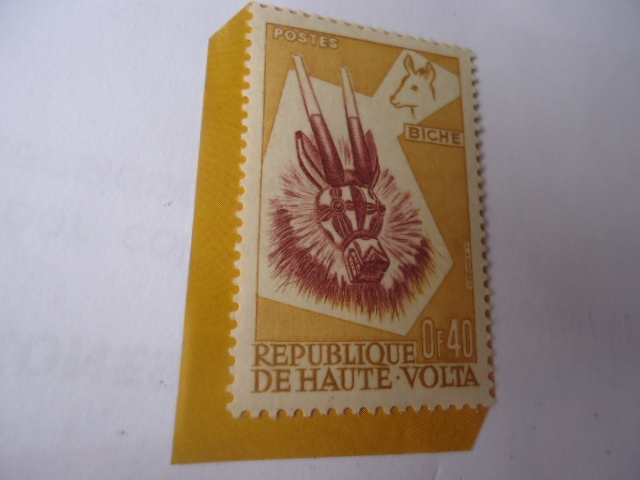 POSTES
BICHE
0F40
REPUBLIQUE
DE HAUTE·VOLTA